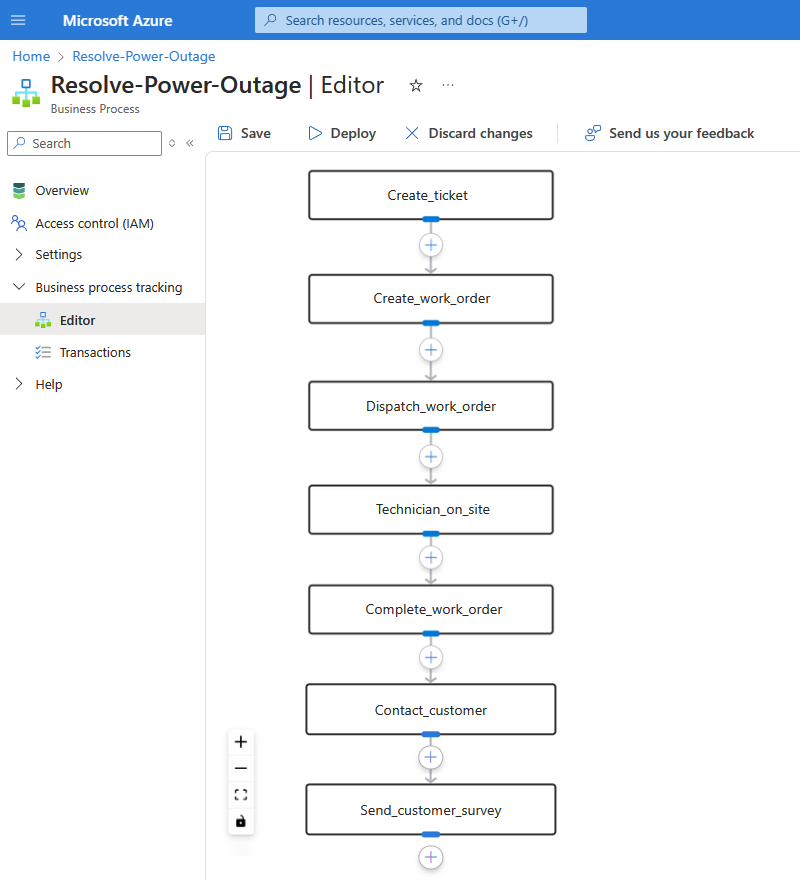 Microsoft Azure
Search resources, services, and docs (G+/)
Home > Resolve-Power-Outage
Resolve-Power-Outage | Editor
Business Process
Search
Save
Deploy
Discard changes
Send us your feedback
Overview
Access control (IAM)
Settings
Business process tracking
Editor
Transactions
Help
Create_ticket
Create_work_order
Dispatch_work_order
Technician_on_site
Complete_work_order
Contact_customer
Send_customer_survey